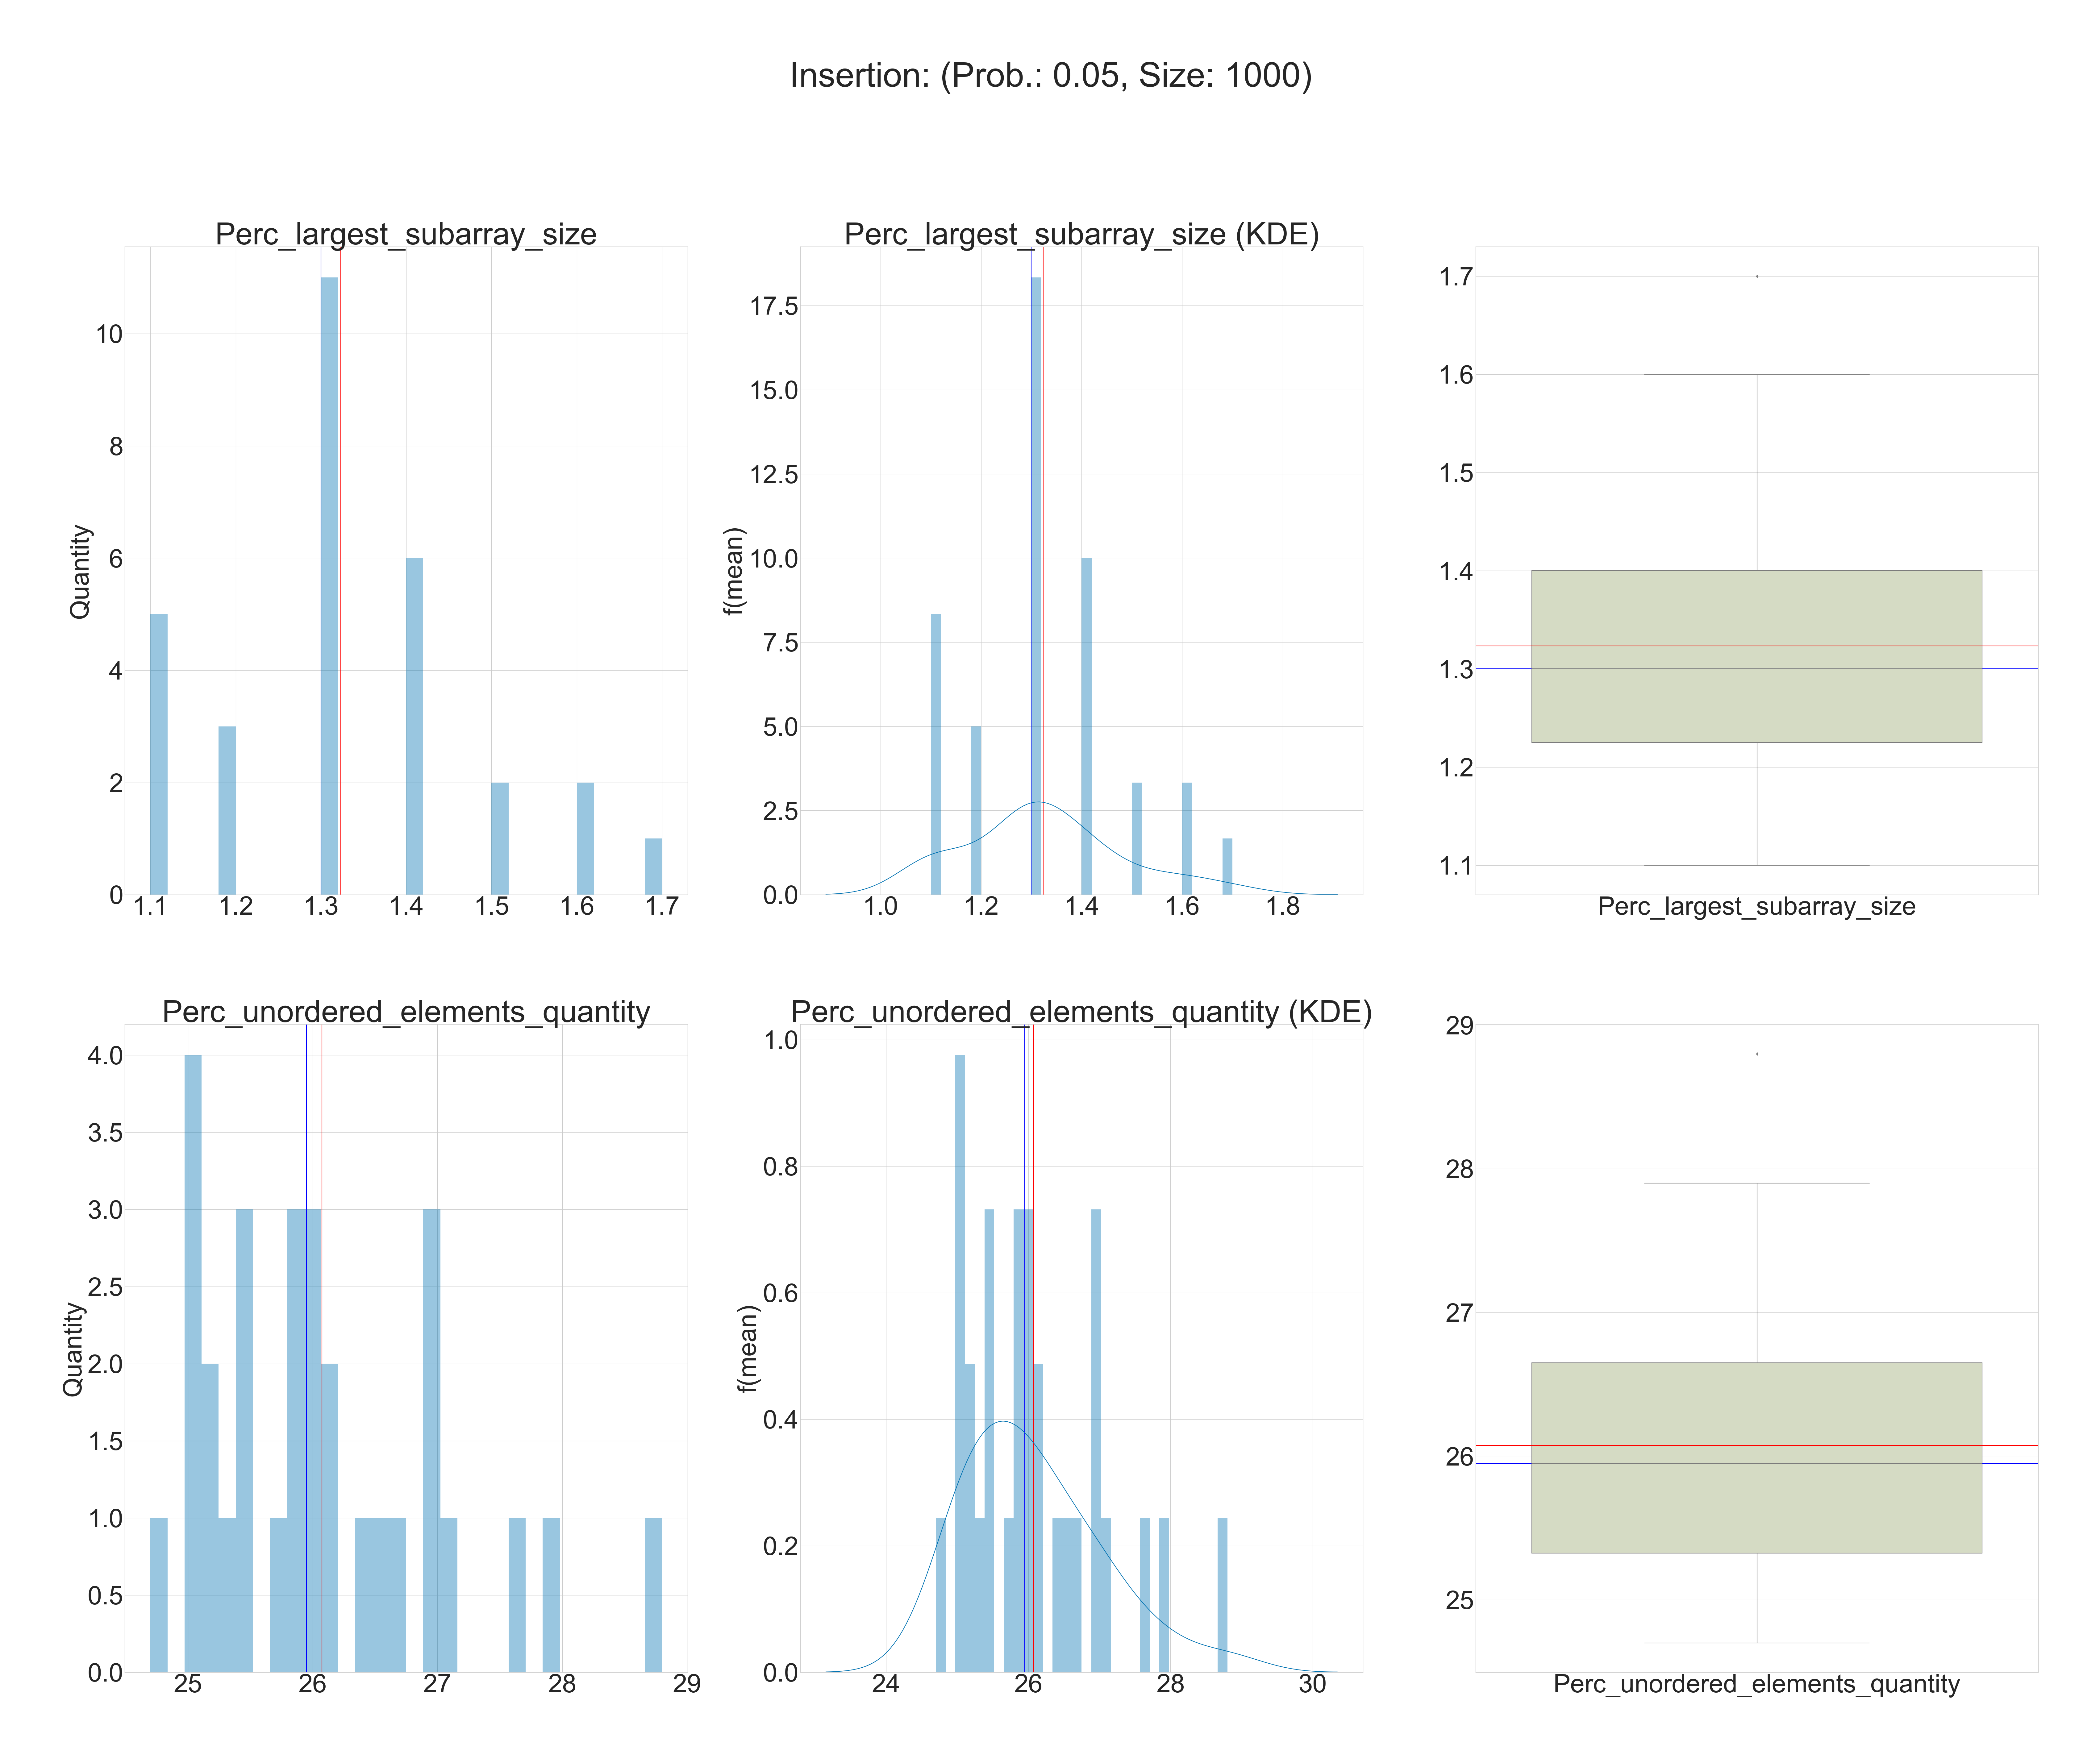 Insertion: (Prob.: 0.05, Size: 1000)
Perc_largest_subarray_size
Quantity
10
8
6
4
2
0
1.1 1.2 1.3 1.4 1.5 1.6 1.7
Perc_largest_subarray_size (KDE)
f(mean)
17.5
15.0
12.5
10.0
7.5
5.0
2.5
0.0
1.0 1.2 1.4 1.6 1.8
1.7
1.6
1.5
1.4
1.3
1.2
1.1
Perc_largest_subarray_size
Perc_unordered_elements_quantity
Quantity
4.0
3.5
3.0
2.5
2.0
1.5
1.0
0.5
0.0
25 26 27 28 29
Perc_unordered_elements_quantity (KDE)
f(mean)
1.0
0.8
0.6
0.4
0.2
0.0
24 26 28 30
29
28
27
26
25
Perc_unordered_elements_quantity